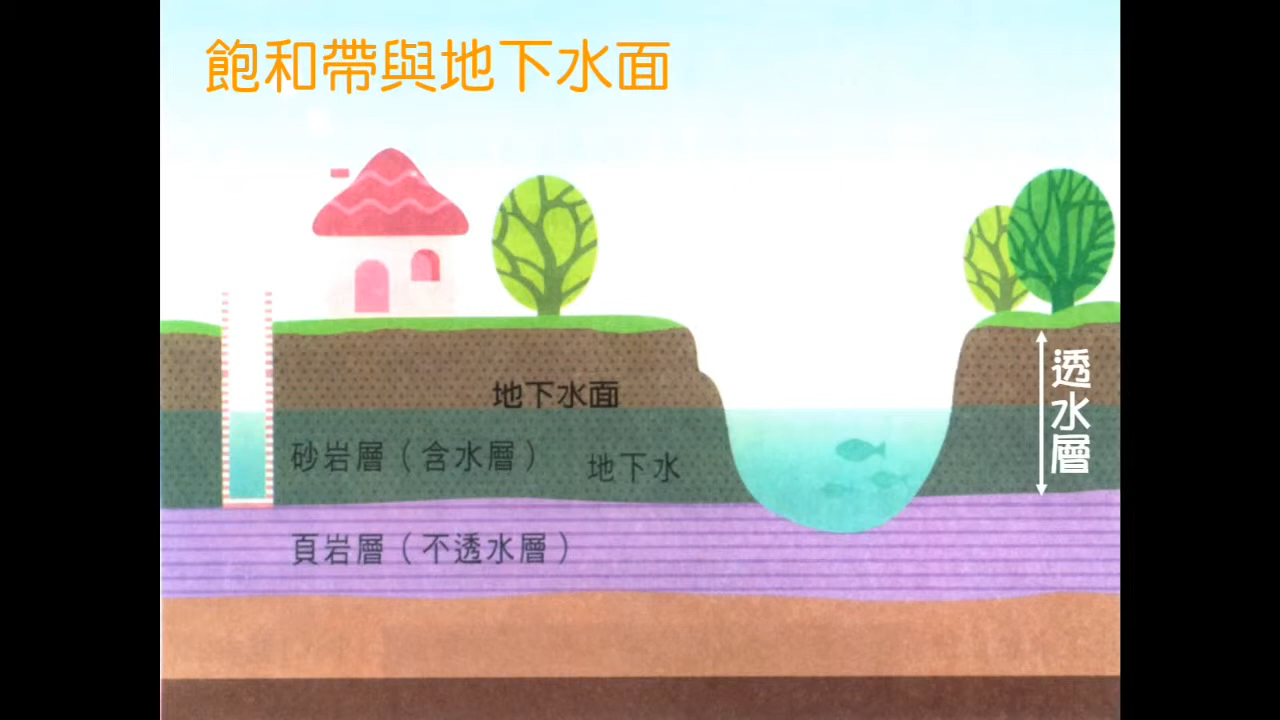 飽和帶與地下水面
地下水面
砂岩層（含水層）
地下水
頁岩層（不透水層）
透水層